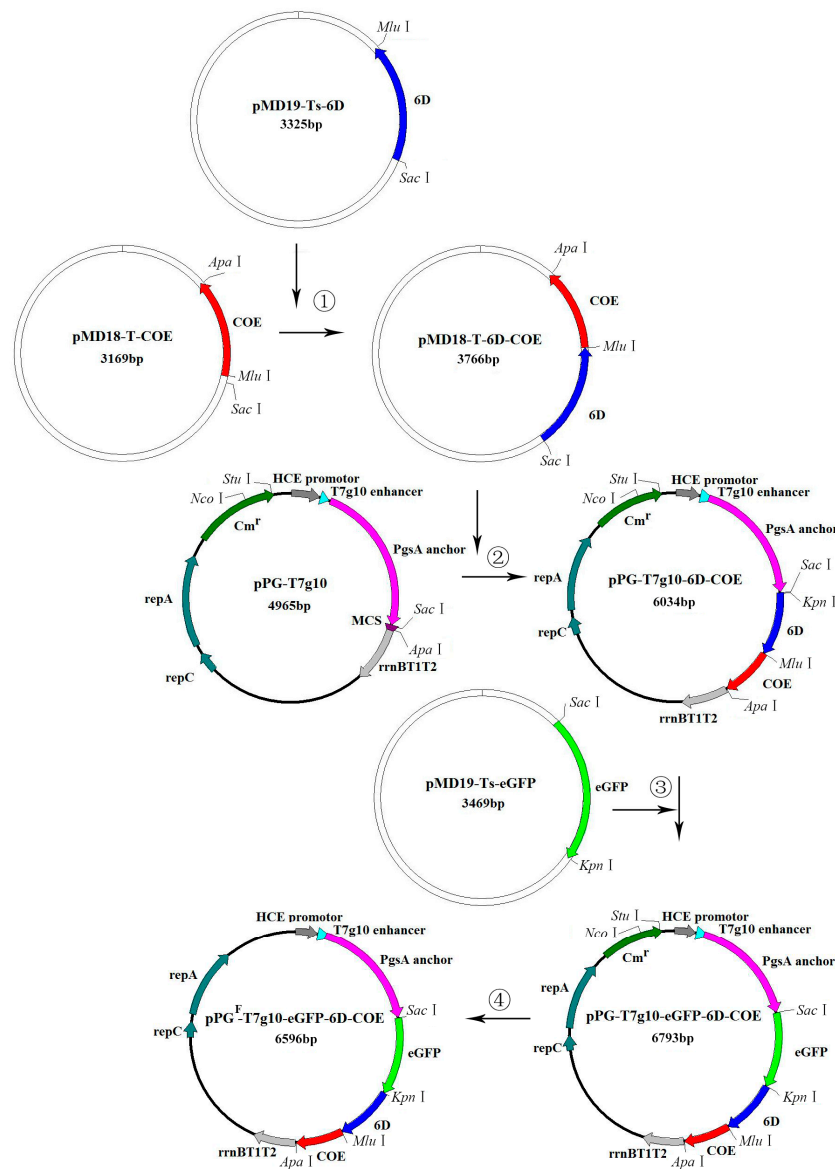 Mlu I
pMD19-Ts-6D
3325bp
6D
Sac I
①
Apa I
COE
pMD18-T-COE
3169bp
Mlu I
Sac I
Apa I
COE
pMD18-T-6D-COE
3766bp
Mlu I
6D
Sac I
②
Stu I
HCE promotor
T7g10 enhancer
Nco I
Cmr
PgsA anchor
repA
pPG-T7g10
4965bp
MCS
Sac I
Apa I
repC
rrnBT1T2
Stu I
HCE promotor
T7g10 enhancer
Nco I
Cmr
PgsA anchor
repA
Sac I
pPG-T7g10-6D-COE
6034bp
Kpn I
repC
6D
Mlu I
COE
rrnBT1T2
Apa I
Sac I
pMD19-Ts-eGFP
3469bp
eGFP
③
Kpn I
HCE promotor
T7g10 enhancer
PgsA anchor
repA
Sac I
pPGF-T7g10-eGFP-6D-COE
6596bp
repC
eGFP
Kpn I
6D
Mlu I
rrnBT1T2
COE
Apa I
④
Stu I
HCE promotor
T7g10 enhancer
Nco I
Cmr
PgsA anchor
repA
Sac I
pPG-T7g10-eGFP-6D-COE
6793bp
repC
eGFP
Kpn I
6D
Mlu I
rrnBT1T2
COE
Apa I